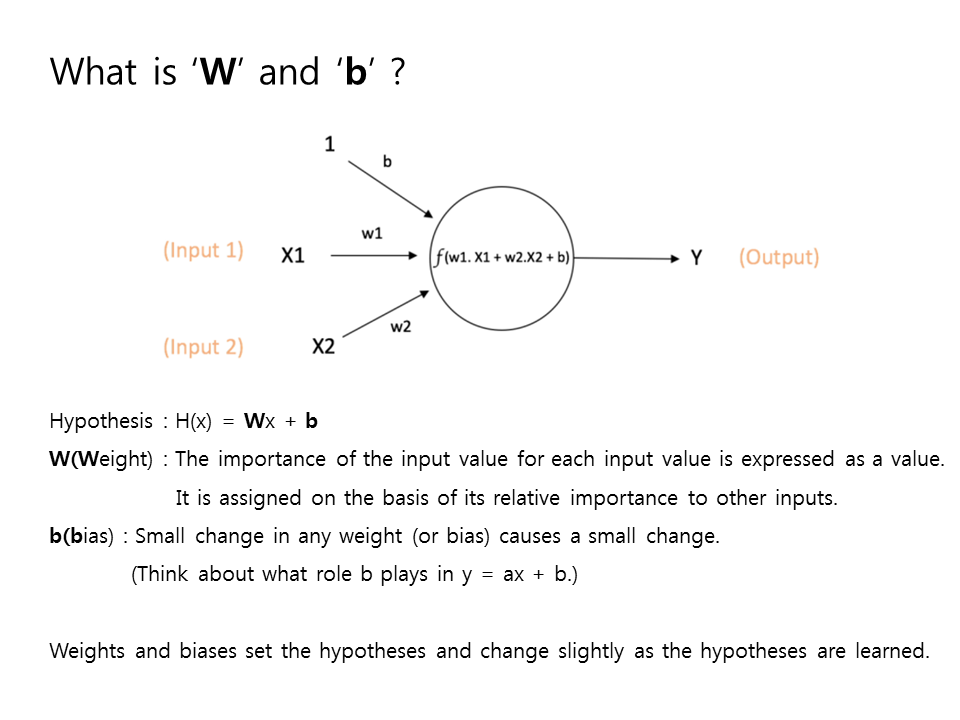 What is ‘W’ and ‘b’ ?
1
b
w1
(Input 1) X1
f(w1. X1 + w2.X2 + b)
Y (Output)
w2
(Input 2) X2
Hypothesis : H(x) = Wx + b
W(Weight) : The importance of the input value for each input value is expressed as a value.
It is assigned on the basis of its relative importance to other inputs.
b(bias) : Small change in any weight (or bias) causes a small change.
(Think about what role b plays in y = ax + b.)
Weights and biases set the hypotheses and change slightly as the hypotheses are learned.